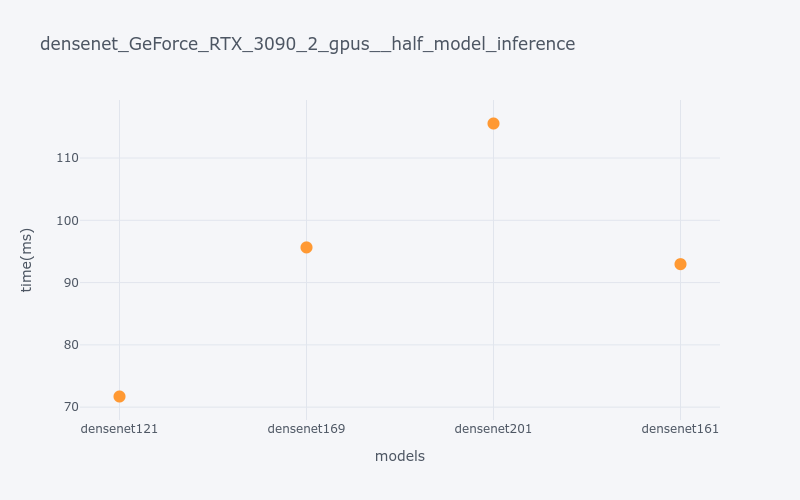 densenet_GeForce_RTX_3090_2_gpus__half_model_inference
110
100
90
80
70
time(ms)
densenet121
densenet169
densenet201
densenet161
models